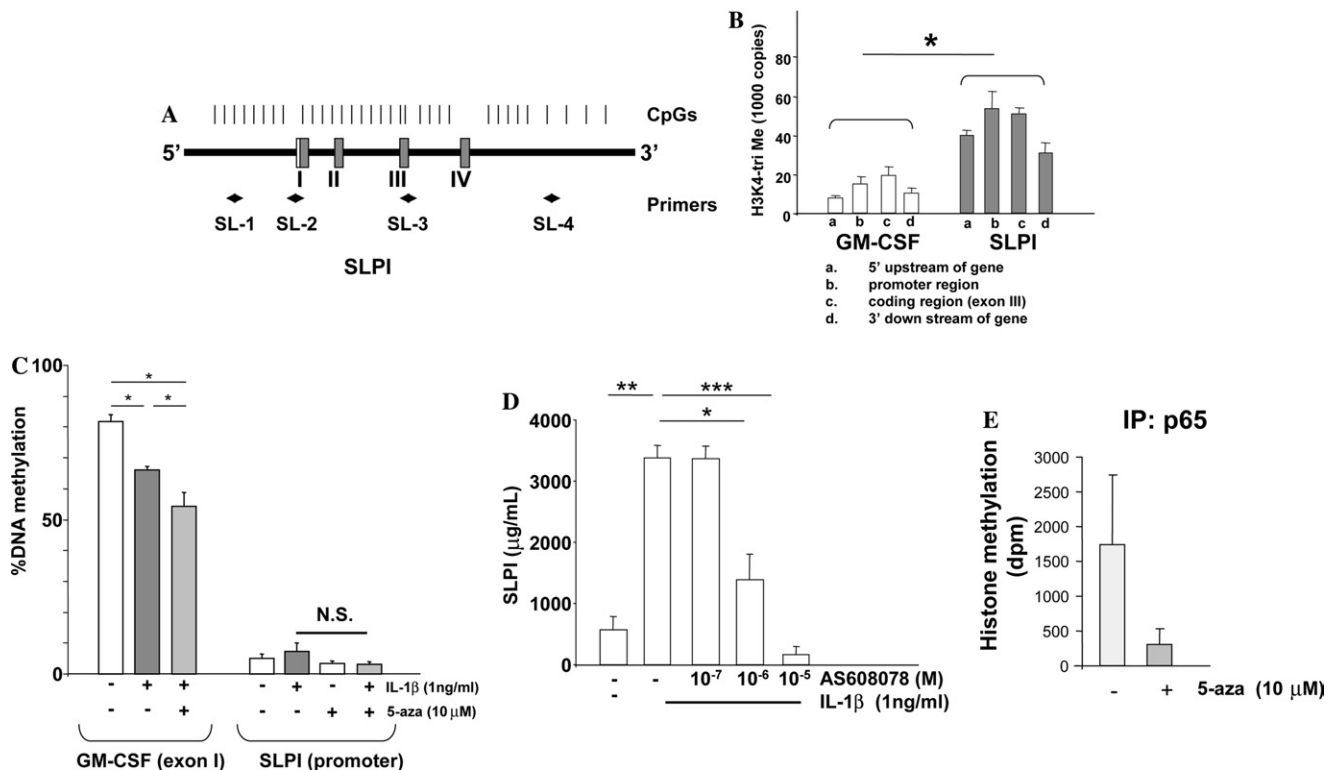 A
CpGs
5’
3’
I II III IV
Primers
SL-1 SL-2 SL-3 SL-4
SLPI
B
*
H3K4-tri Me (1000 copies)
80
60
40
20
0
a b c d a b c d
GM-CSF SLPI
a. 5’ upstream of gene
b. promoter region
c. coding region (exon III)
d. 3’ down stream of gene
C
%DNA methylation
100
50
0
*
* *
N.S.
- + + - + - + IL-1β (1ng/ml)
- - + - - + + 5-aza (10 μM)
GM-CSF (exon I) SLPI (promoter)
D
** ***
*
SLPI (μg/mL)
4000
3000
2000
1000
0
- - 10-7 10-6 10-5 AS608078 (M)
- IL-1β (1ng/ml)
E
IP: p65
Histone methylation
(dpm)
3000
2500
2000
1500
1000
500
0
- + 5-aza (10 μM)